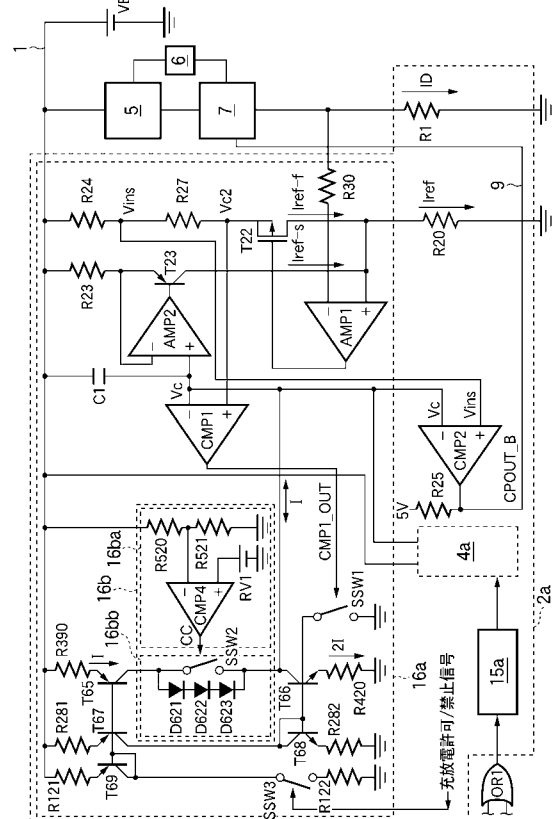 VB
1
5
6
7
ID
R1
9
R24
Vins
R27
Vc2
Iref-f
R30
T22
Iref-s
Iref
R20
R23
T23
AMP2
-
+
AMP1
-
+
C1
Vc
CMP1
-
+
Vc
Vins
CMP2
-
+
R25
5V
CPOUT_B
I
CMP1_OUT
16ba
16b
16bb
R520
R521
CMP4
-
+
RV1
CC
SSW2
SSW1
4a
2a
R390
I
T65
D621
D622
D623
T66
2I
R420
16a
15a
R281
T67
T68
R282
充放電許可/禁止信号
R121
T69
SSW3
R122
OR1